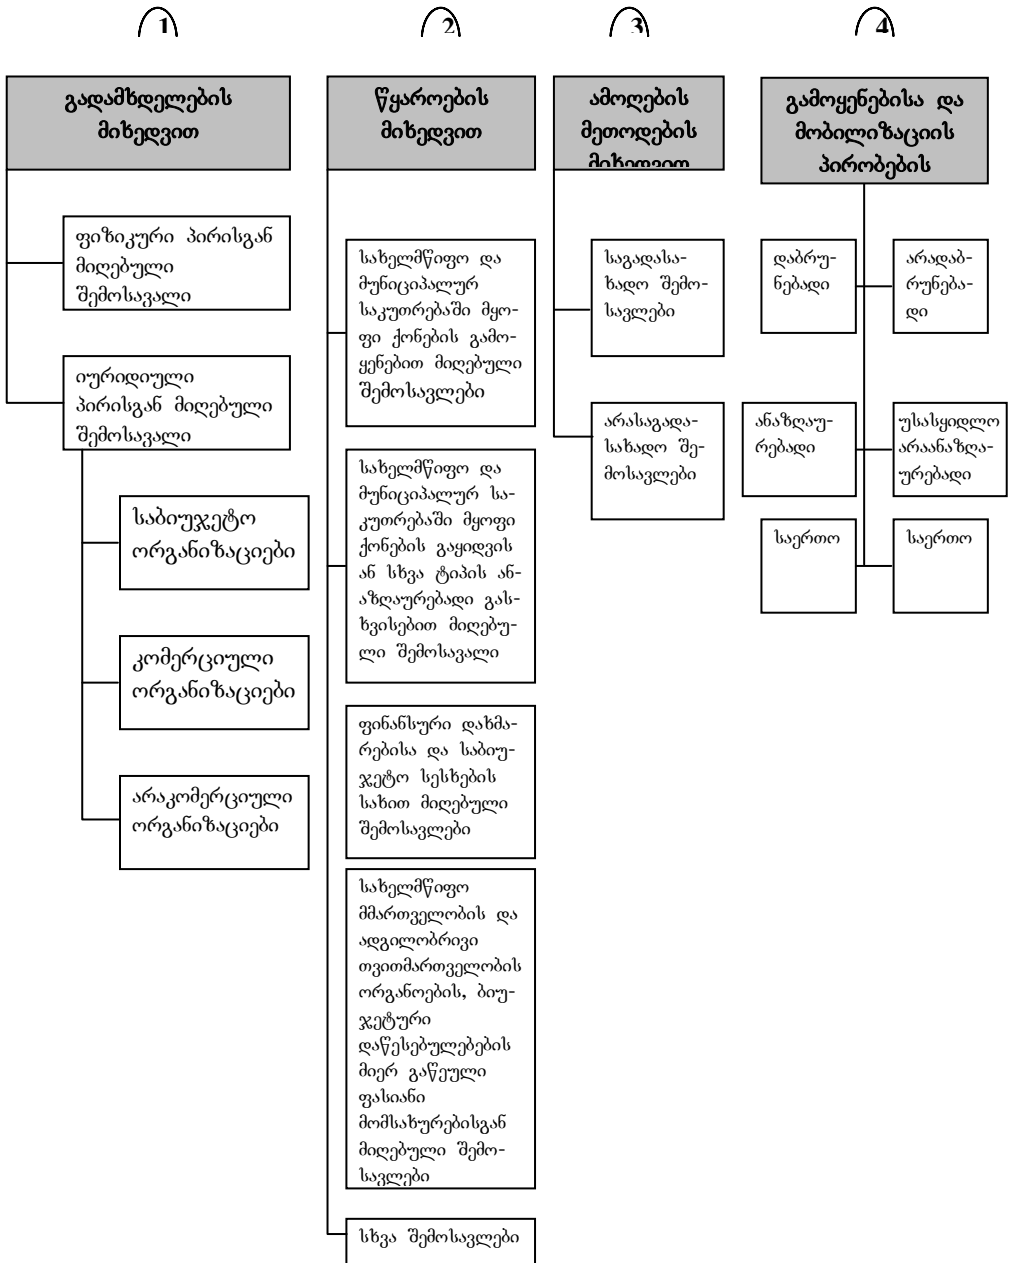 1
2
3
4
გადამხდელების
მიხედვით
ფიზიკური პირისგან
მიღებული
შემოსავალი
იურიდიული
პირისგან მიღებული
შემოსავალი
საბიუჯეტო
ორგანიზაციები
კომერციული
ორგანიზაციები
არაკომერციული
ორგანიზაციები
წყაროების
მიხედვით
სახელმწიფო და
მუნიციპალურ
საკუთრებაში მყო-
ფი ქონების გამო-
ყენებით მიღებული
შემოსავლები
სახელმწიფო და
მუნიციპალურ სა-
კუთრებაში მყოფი
ქონების გაყიდვის
ან სხვა ტიპის ან-
აზღაურებადი გას-
ხვისებით მიღებუ-
ლი შემოსავალი
ფინანსური დახმა-
რებისა და საბიუ-
ჯეტო სესხების
სახით მიღებული
შემოსავლები
სახელმწიფო
მმართველობის და
ადგილობრივი
თვითმართველობის
ორგანოების, ბიუ-
ჯეტური
დაწესებულებების
მიერ გაწეული
ფასიანი
მომსახურებისგან
მიღებული შემო-
სავლები
სხვა შემოსავლები
ამოღების
მეთოდების
მიხედვით
საგადასა-
ხადო შემო-
სავლები
არასაგადა-
სახადო შე-
მოსავლები
გამოყენებისა და
მობილიზაციის
პირობების
დაბრუ-
ნებადი
არადაბ-
რუნება-
დი
ანაზღაუ-
რებადი
უსასყიდლო
არაანაზღა-
ურებადი
საერთო
საერთო